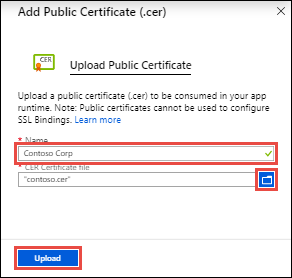 Add Public Certificate (.cer)
CER
Upload Public Certificate
Upload a public certificate (.cer) to be consumed in your app
runtime. Note: Public certificates cannot be used to configure
SSL Bindings. Learn more
* Name
Contoso Corp
* CER Certificate file
"contoso.cer"
Upload